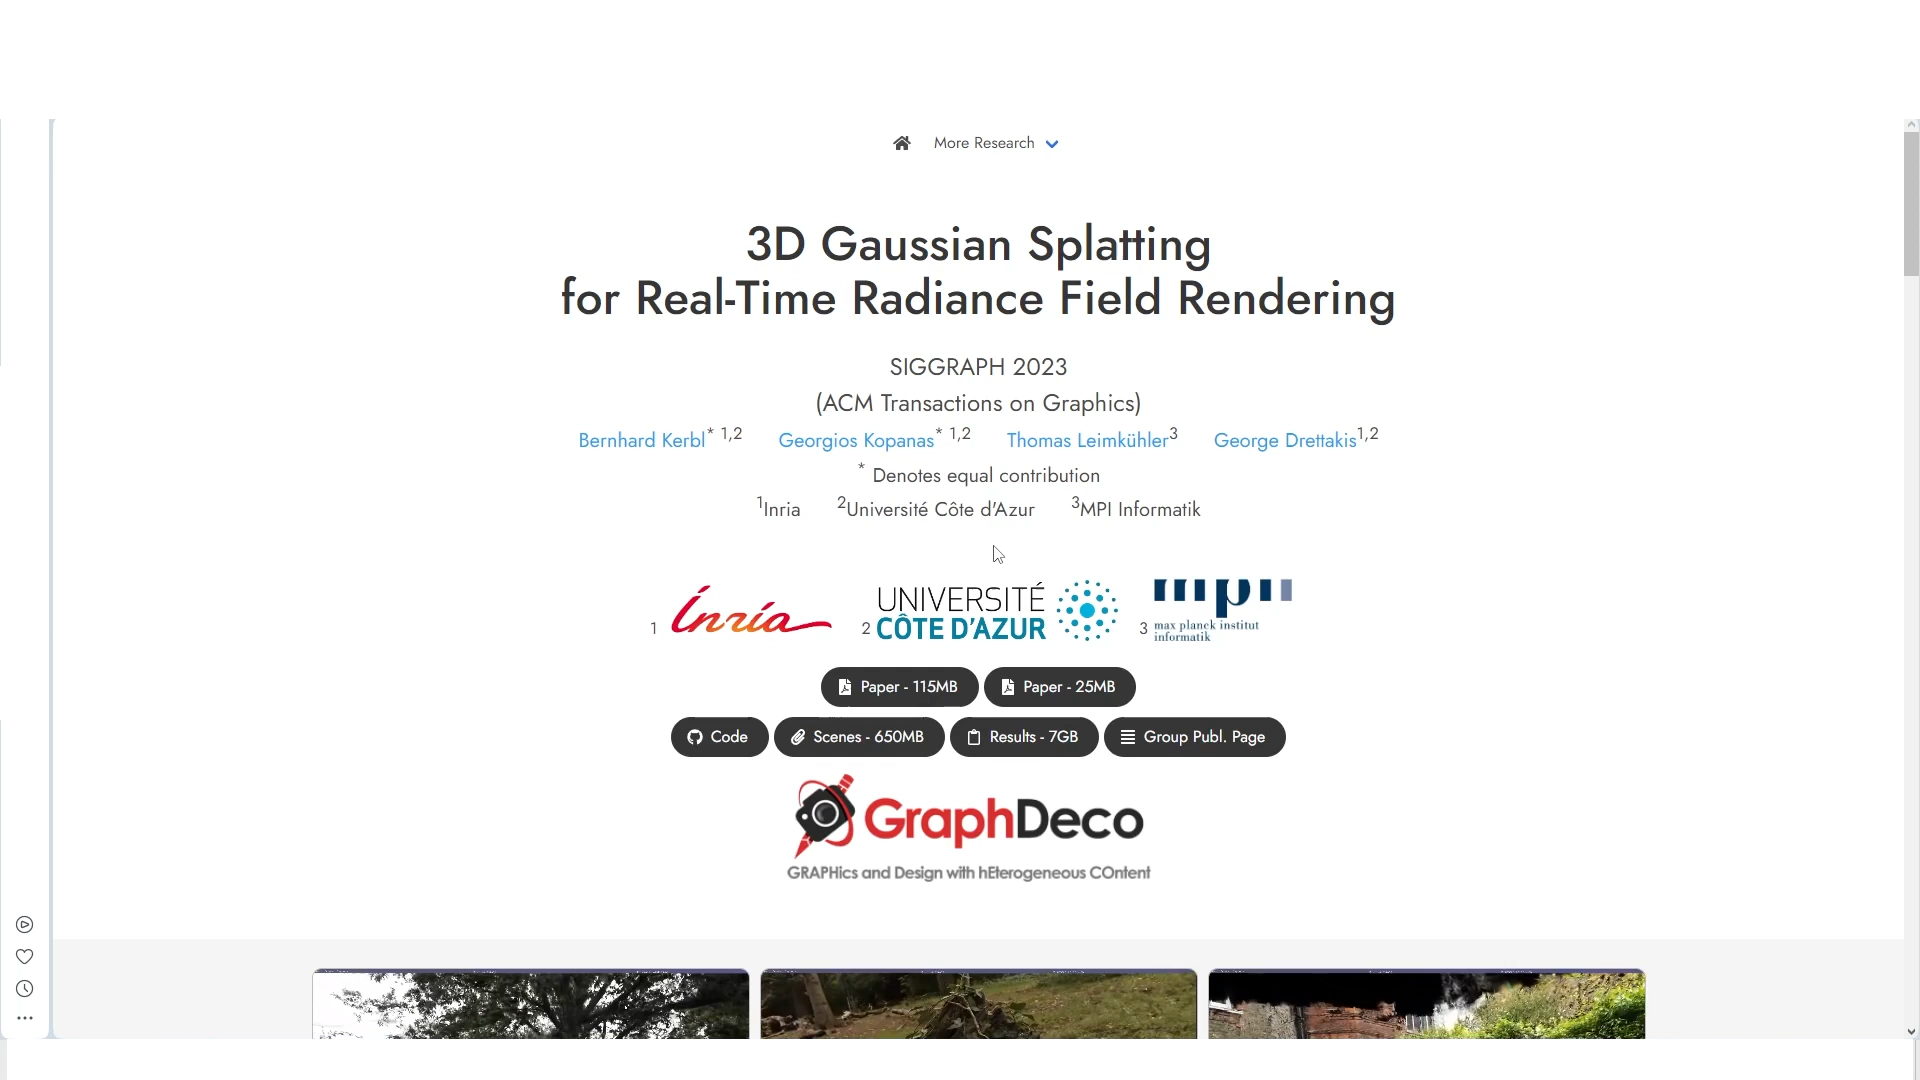 More Research
3D Gaussian Splatting
for Real-Time Radiance Field Rendering
SIGGRAPH 2023
(ACM Transactions on Graphics)
Bernhard Kerbl* 1,2 Georgios Kopanas* 1,2 Thomas Leimkühler3 George Drettakis1,2
* Denotes equal contribution
1Inria 2Université Côte d'Azur 3MPI Informatik
1 Inria 2 UNIVERSITÉ CÔTE D'AZUR 3 mpii max planck institut informatik
Paper - 115MB Paper - 25MB
Code Scenes - 650MB Results - 7GB Group Publ. Page
GraphDeco
GRAPHics and Design with hEterogeneous COntent